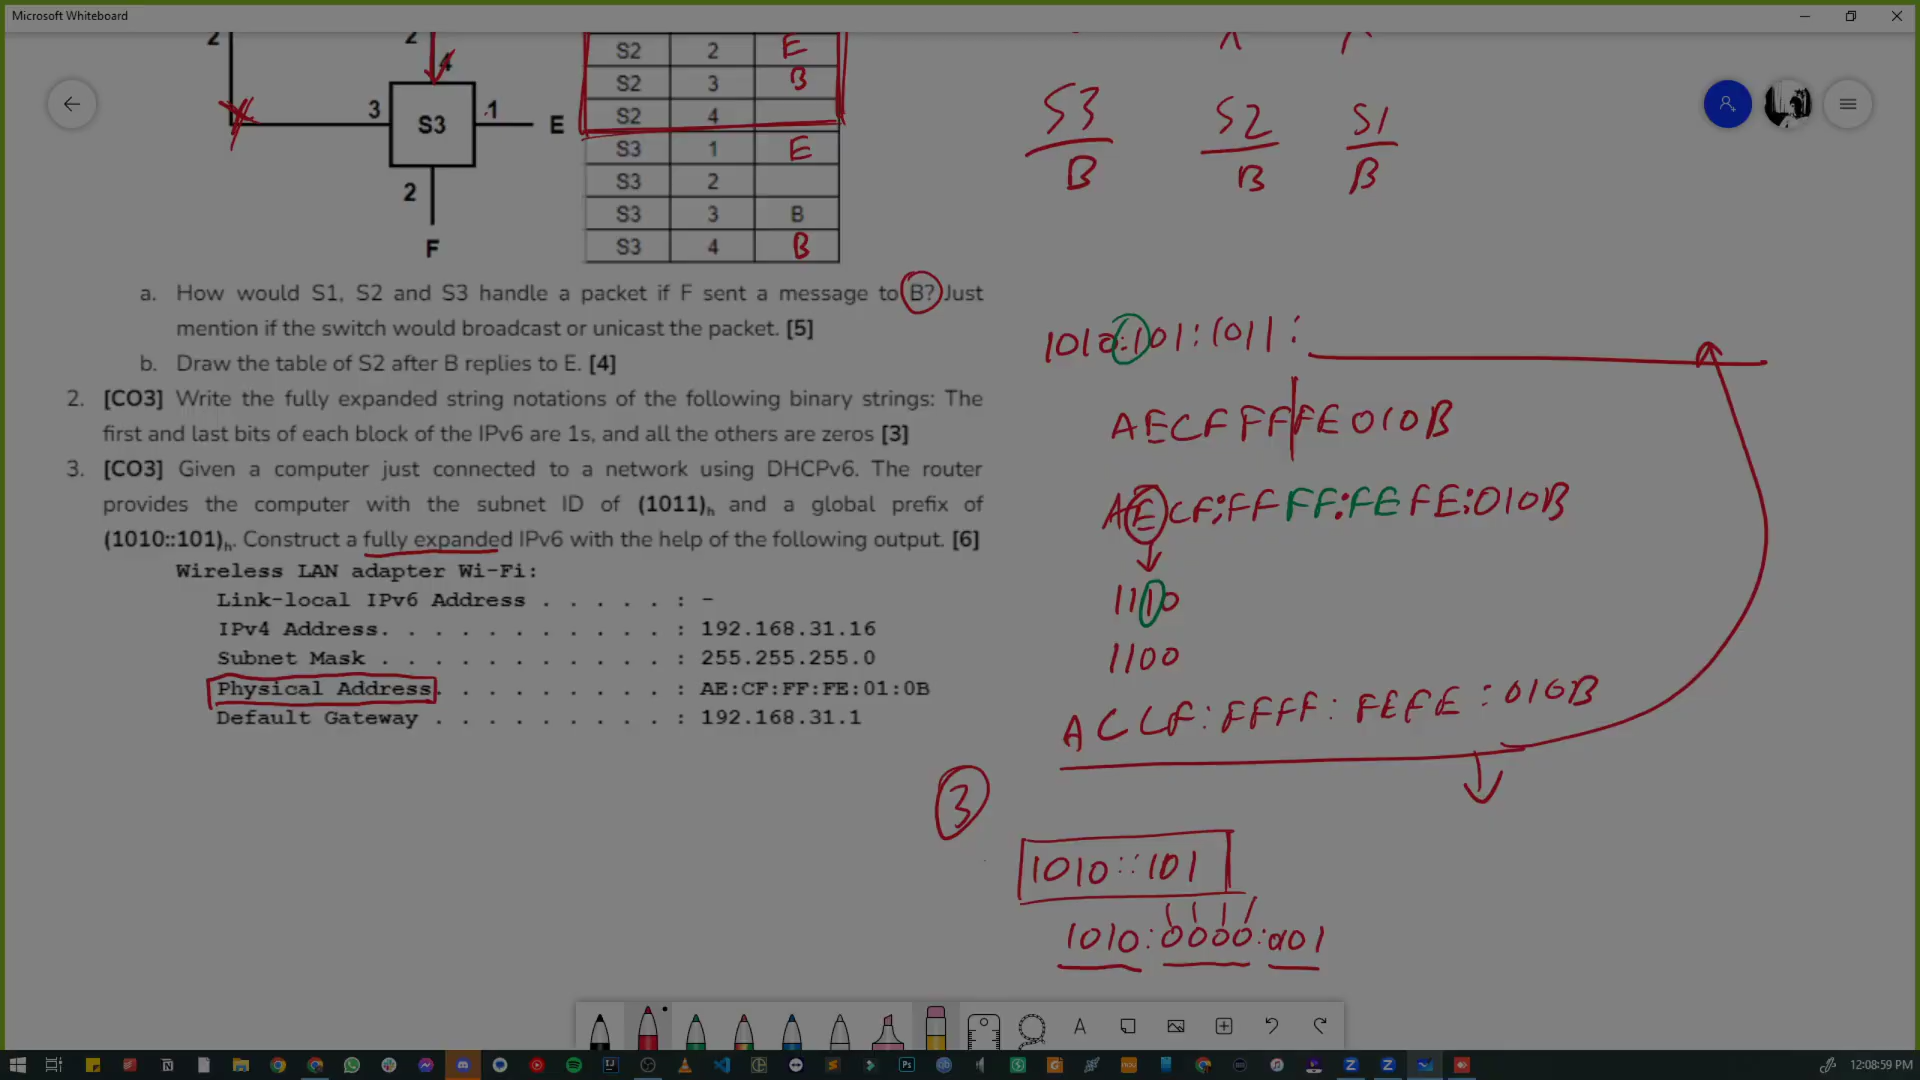 Microsoft Whiteboard
2
2
4
3
S3
1
E
2
F
S2 2 E
S2 3 B
S2 4
S3 1 E
S3 2
S3 3 B
S3 4 B
a. How would S1, S2 and S3 handle a packet if F sent a message to B? Just
mention if the switch would broadcast or unicast the packet. [5]
b. Draw the table of S2 after B replies to E. [4]
2. [CO3] Write the fully expanded string notations of the following binary strings: The
first and last bits of each block of the IPv6 are 1s, and all the others are zeros [3]
3. [CO3] Given a computer just connected to a network using DHCPv6. The router
provides the computer with the subnet ID of (1011)h and a global prefix of
(1010::101)h. Construct a fully expanded IPv6 with the help of the following output. [6]
Wireless LAN adapter Wi-Fi:
Link-local IPv6 Address . . . . . : -
IPv4 Address. . . . . . . . . . . : 192.168.31.16
Subnet Mask . . . . . . . . . . . : 255.255.255.0
Physical Address. . . . . . . . . : AE:CF:FF:FE:01:0B
Default Gateway . . . . . . . . . : 192.168.31.1
S3 S2 S1
B B B
1010:101:1011:
AECFFFFE010B
AECF:FFFF:FEFE:010B
1110
1100
ACCF:FFFF:FEFE:010B
3
1010::101
1010:0000:0101
12:08:59 PM